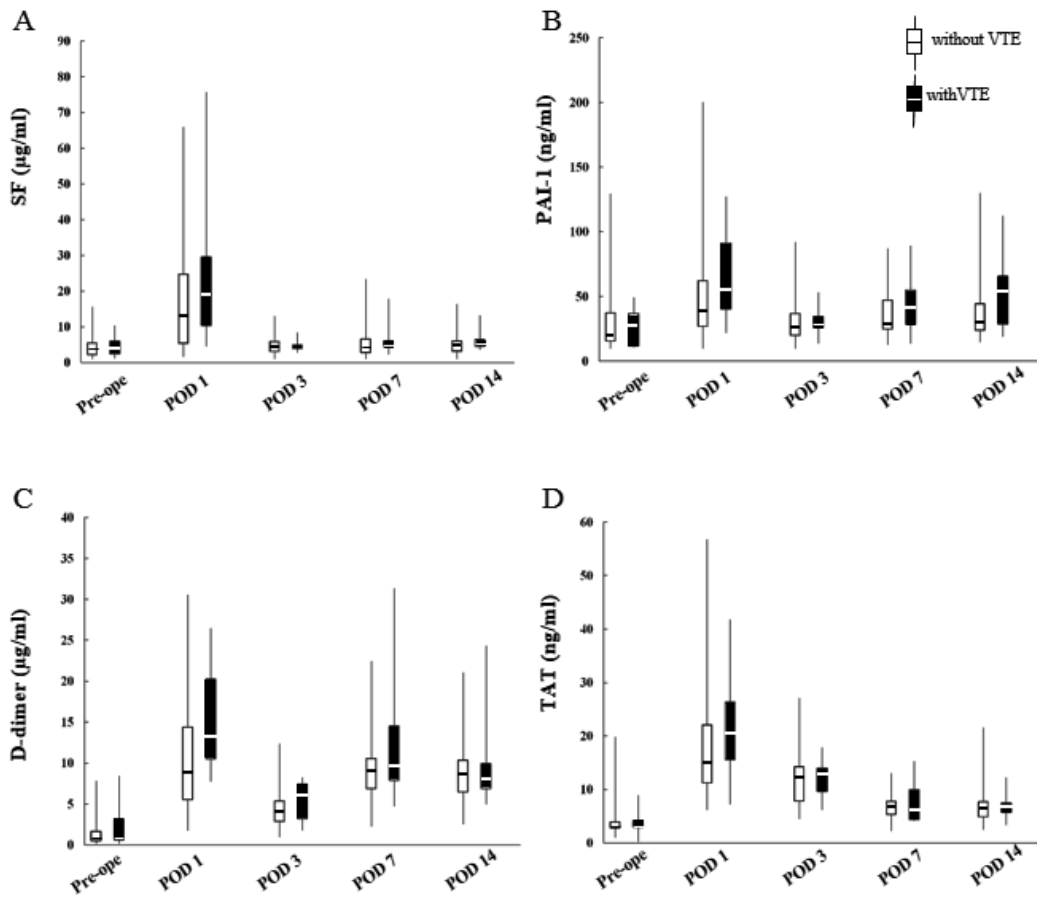 A
SF (μg/ml)
90
80
70
60
50
40
30
20
10
0
Pre-ope POD 1 POD 3 POD 7 POD 14
B
PAI-1 (ng/ml)
250
200
150
100
50
0
Pre-ope POD 1 POD 3 POD 7 POD 14
without VTE
withVTE
C
D-dimer (μg/ml)
40
35
30
25
20
15
10
5
0
Pre-ope POD 1 POD 3 POD 7 POD 14
D
TAT (ng/ml)
60
50
40
30
20
10
0
Pre-ope POD 1 POD 3 POD 7 POD 14